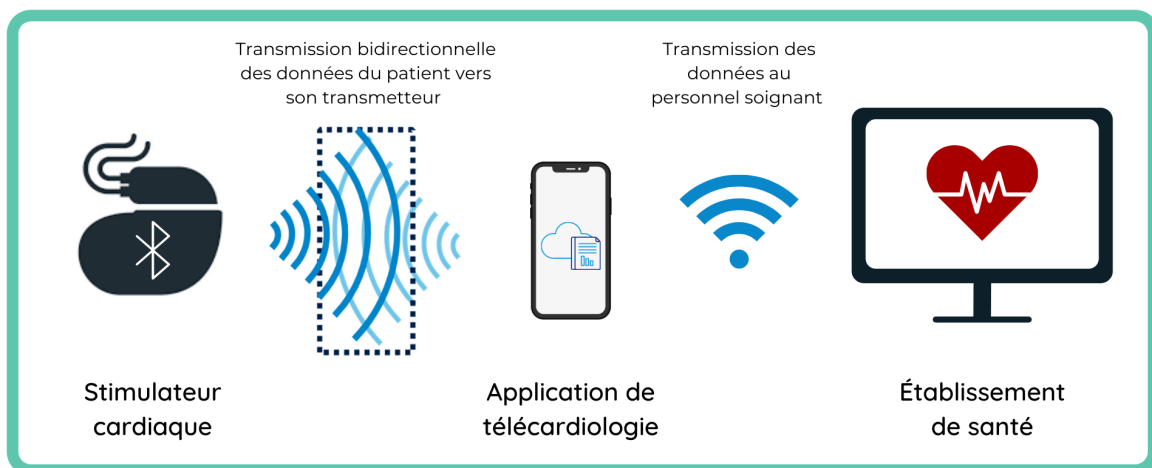 Transmission bidirectionnelle
des données du patient vers
son transmetteur
Transmission des
données au
personnel soignant
Stimulateur
cardiaque
Application de
télécardiologie
Établissement
de santé